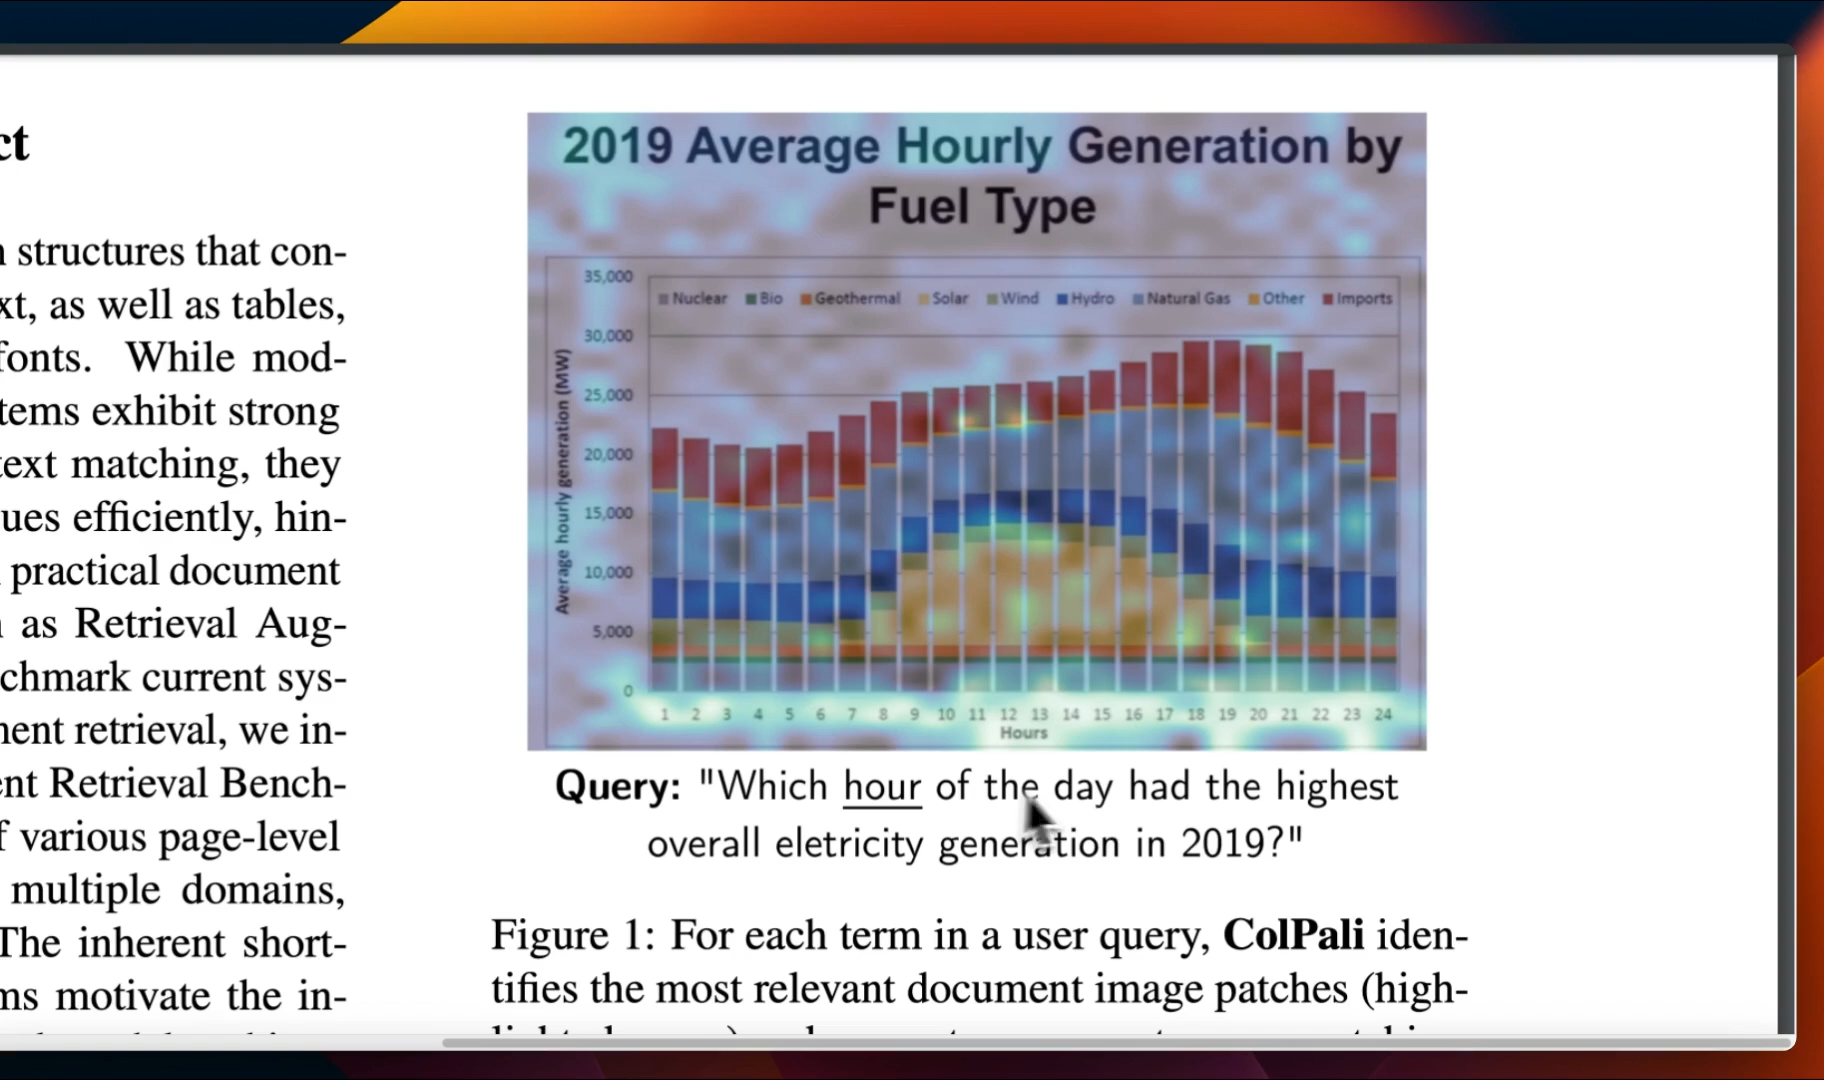 ct
structures that con-
xt, as well as tables,
fonts. While mod-
tems exhibit strong
text matching, they
ues efficiently, hin-
practical document
as Retrieval Aug-
chmark current sys-
nent retrieval, we in-
ent Retrieval Bench-
f various page-level
multiple domains,
The inherent short-
ms motivate the in-
2019 Average Hourly Generation by
Fuel Type
35,000
Nuclear Bio Geothermal Solar Wind Hydro Natural Gas Other Imports
30,000
25,000
20,000
15,000
10,000
5,000
0
Average hourly generation (MW)
1 2 3 4 5 6 7 8 9 10 11 12 13 14 15 16 17 18 19 20 21 22 23 24
Hours
Query: "Which hour of the day had the highest
overall eletricity generation in 2019?"
Figure 1: For each term in a user query, ColPali iden-
tifies the most relevant document image patches (high-